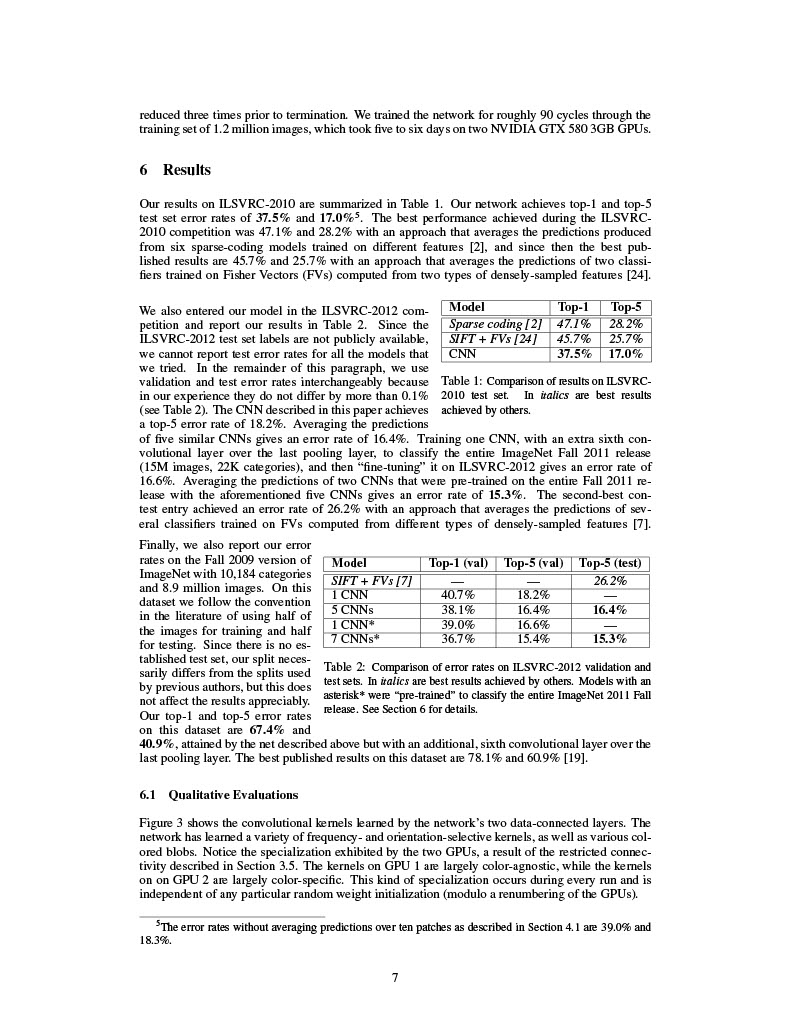 reduced three times prior to termination. We trained the network for roughly 90 cycles through the
training set of 1.2 million images, which took five to six days on two NVIDIA GTX 580 3GB GPUs.
6 Results
Our results on ILSVRC-2010 are summarized in Table 1. Our network achieves top-1 and top-5
test set error rates of 37.5% and 17.0%⁵. The best performance achieved during the ILSVRC-
2010 competition was 47.1% and 28.2% with an approach that averages the predictions produced
from six sparse-coding models trained on different features [2], and since then the best pub-
lished results are 45.7% and 25.7% with an approach that averages the predictions of two classi-
fiers trained on Fisher Vectors (FVs) computed from two types of densely-sampled features [24].
We also entered our model in the ILSVRC-2012 com-
petition and report our results in Table 2. Since the
ILSVRC-2012 test set labels are not publicly available,
we cannot report test error rates for all the models that
we tried. In the remainder of this paragraph, we use
validation and test error rates interchangeably because
in our experience they do not differ by more than 0.1%
(see Table 2). The CNN described in this paper achieves
a top-5 error rate of 18.2%. Averaging the predictions
Model Top-1 Top-5
Sparse coding [2] 47.1% 28.2%
SIFT + FVs [24] 45.7% 25.7%
CNN 37.5% 17.0%
Table 1: Comparison of results on ILSVRC-
2010 test set. In italics are best results
achieved by others.
of five similar CNNs gives an error rate of 16.4%. Training one CNN, with an extra sixth con-
volutional layer over the last pooling layer, to classify the entire ImageNet Fall 2011 release
(15M images, 22K categories), and then “fine-tuning” it on ILSVRC-2012 gives an error rate of
16.6%. Averaging the predictions of two CNNs that were pre-trained on the entire Fall 2011 re-
lease with the aforementioned five CNNs gives an error rate of 15.3%. The second-best con-
test entry achieved an error rate of 26.2% with an approach that averages the predictions of sev-
eral classifiers trained on FVs computed from different types of densely-sampled features [7].
Finally, we also report our error
rates on the Fall 2009 version of
ImageNet with 10,184 categories
and 8.9 million images. On this
dataset we follow the convention
in the literature of using half of
the images for training and half
for testing. Since there is no es-
tablished test set, our split neces-
sarily differs from the splits used
by previous authors, but this does
not affect the results appreciably.
Our top-1 and top-5 error rates
on this dataset are 67.4% and
Model Top-1 (val) Top-5 (val) Top-5 (test)
SIFT + FVs [7] — — 26.2%
1 CNN 40.7% 18.2% —
5 CNNs 38.1% 16.4% 16.4%
1 CNN* 39.0% 16.6% —
7 CNNs* 36.7% 15.4% 15.3%
Table 2: Comparison of error rates on ILSVRC-2012 validation and
test sets. In italics are best results achieved by others. Models with an
asterisk* were “pre-trained” to classify the entire ImageNet 2011 Fall
release. See Section 6 for details.
40.9%, attained by the net described above but with an additional, sixth convolutional layer over the
last pooling layer. The best published results on this dataset are 78.1% and 60.9% [19].
6.1 Qualitative Evaluations
Figure 3 shows the convolutional kernels learned by the network’s two data-connected layers. The
network has learned a variety of frequency- and orientation-selective kernels, as well as various col-
ored blobs. Notice the specialization exhibited by the two GPUs, a result of the restricted connec-
tivity described in Section 3.5. The kernels on GPU 1 are largely color-agnostic, while the kernels
on on GPU 2 are largely color-specific. This kind of specialization occurs during every run and is
independent of any particular random weight initialization (modulo a renumbering of the GPUs).
⁵The error rates without averaging predictions over ten patches as described in Section 4.1 are 39.0% and
18.3%.
7